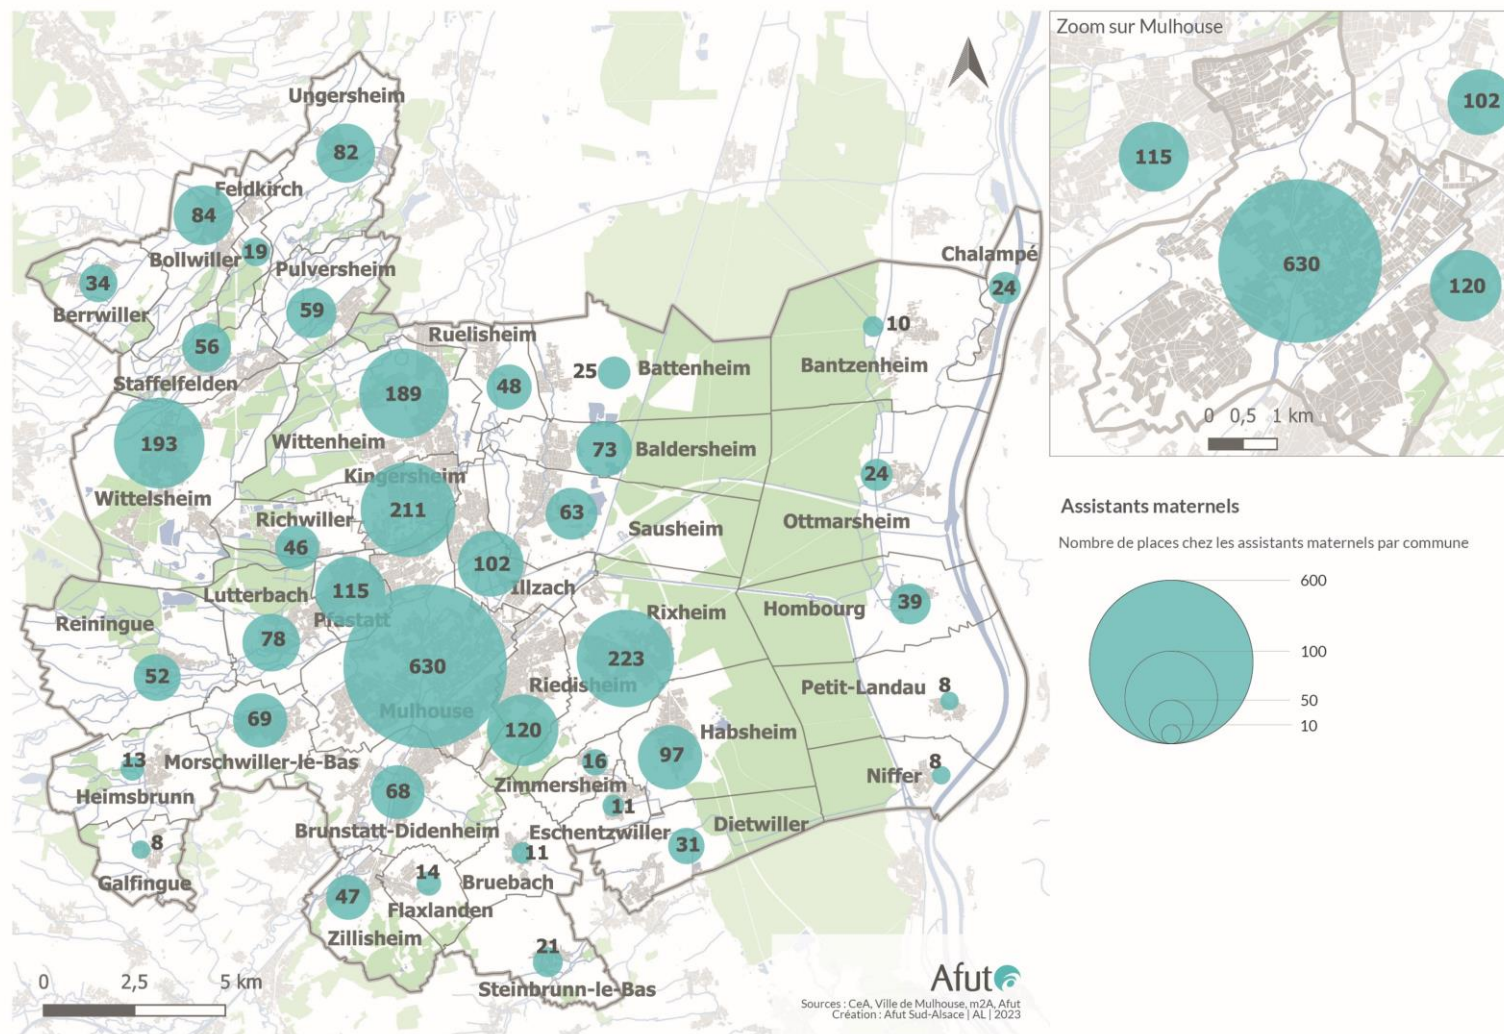 Zoom sur Mulhouse
102
115
630
120
0 0,5 1 km
Ungersheim
82
Feldkirch
84
19
Bollwiller
Pulversheim
34
Berrwiller
59
56
Staffelfelden
Ruelisheim
189
48
25
Battenheim
Chalampé
24
10
Bantzenheim
193
Wittelsheim
Wittenheim
73
Baldersheim
Kingersheim
211
Richwiller
46
63
Sausheim
24
Ottmarsheim
102
Illzach
115
Lutterbach
Pfastatt
Reiningue
78
52
630
Mulhouse
Rixheim
223
Riedisheim
120
Hombourg
39
Petit-Landau
8
69
Morschwiller-le-Bas
13
Heimsbrunn
Habsheim
97
16
Zimmersheim
11
Eschentzwiller
Niffer
8
68
Brunstatt-Didenheim
Dietwiller
31
8
Galfingue
11
Bruebach
14
Flaxlanden
47
Zillisheim
21
Steinbrunn-le-Bas
0 2,5 5 km
Afut
Sources : CeA, Ville de Mulhouse, m2A, Afut
Création : Afut Sud-Alsace | AL | 2023
Assistants maternels
Nombre de places chez les assistants maternels par commune
600
100
50
10